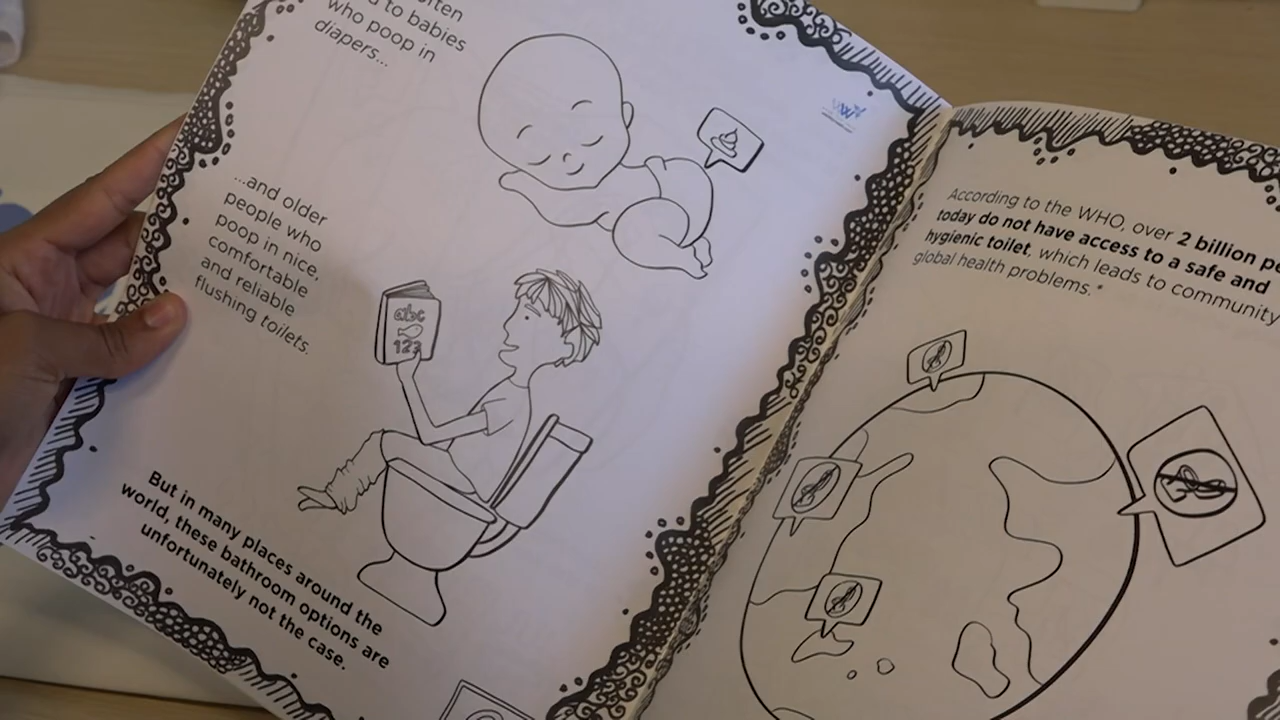 who poop in
to babies
diapers...
...and older
people who
poop in nice,
comfortable
and reliable
flushing toilets.
abc
123
But in many places around the
world, these bathroom options are
unfortunately not the case.
According to the WHO, over 2 billion
today do not have access to a safe and
hygienic toilet, which leads to community
global health problems.*